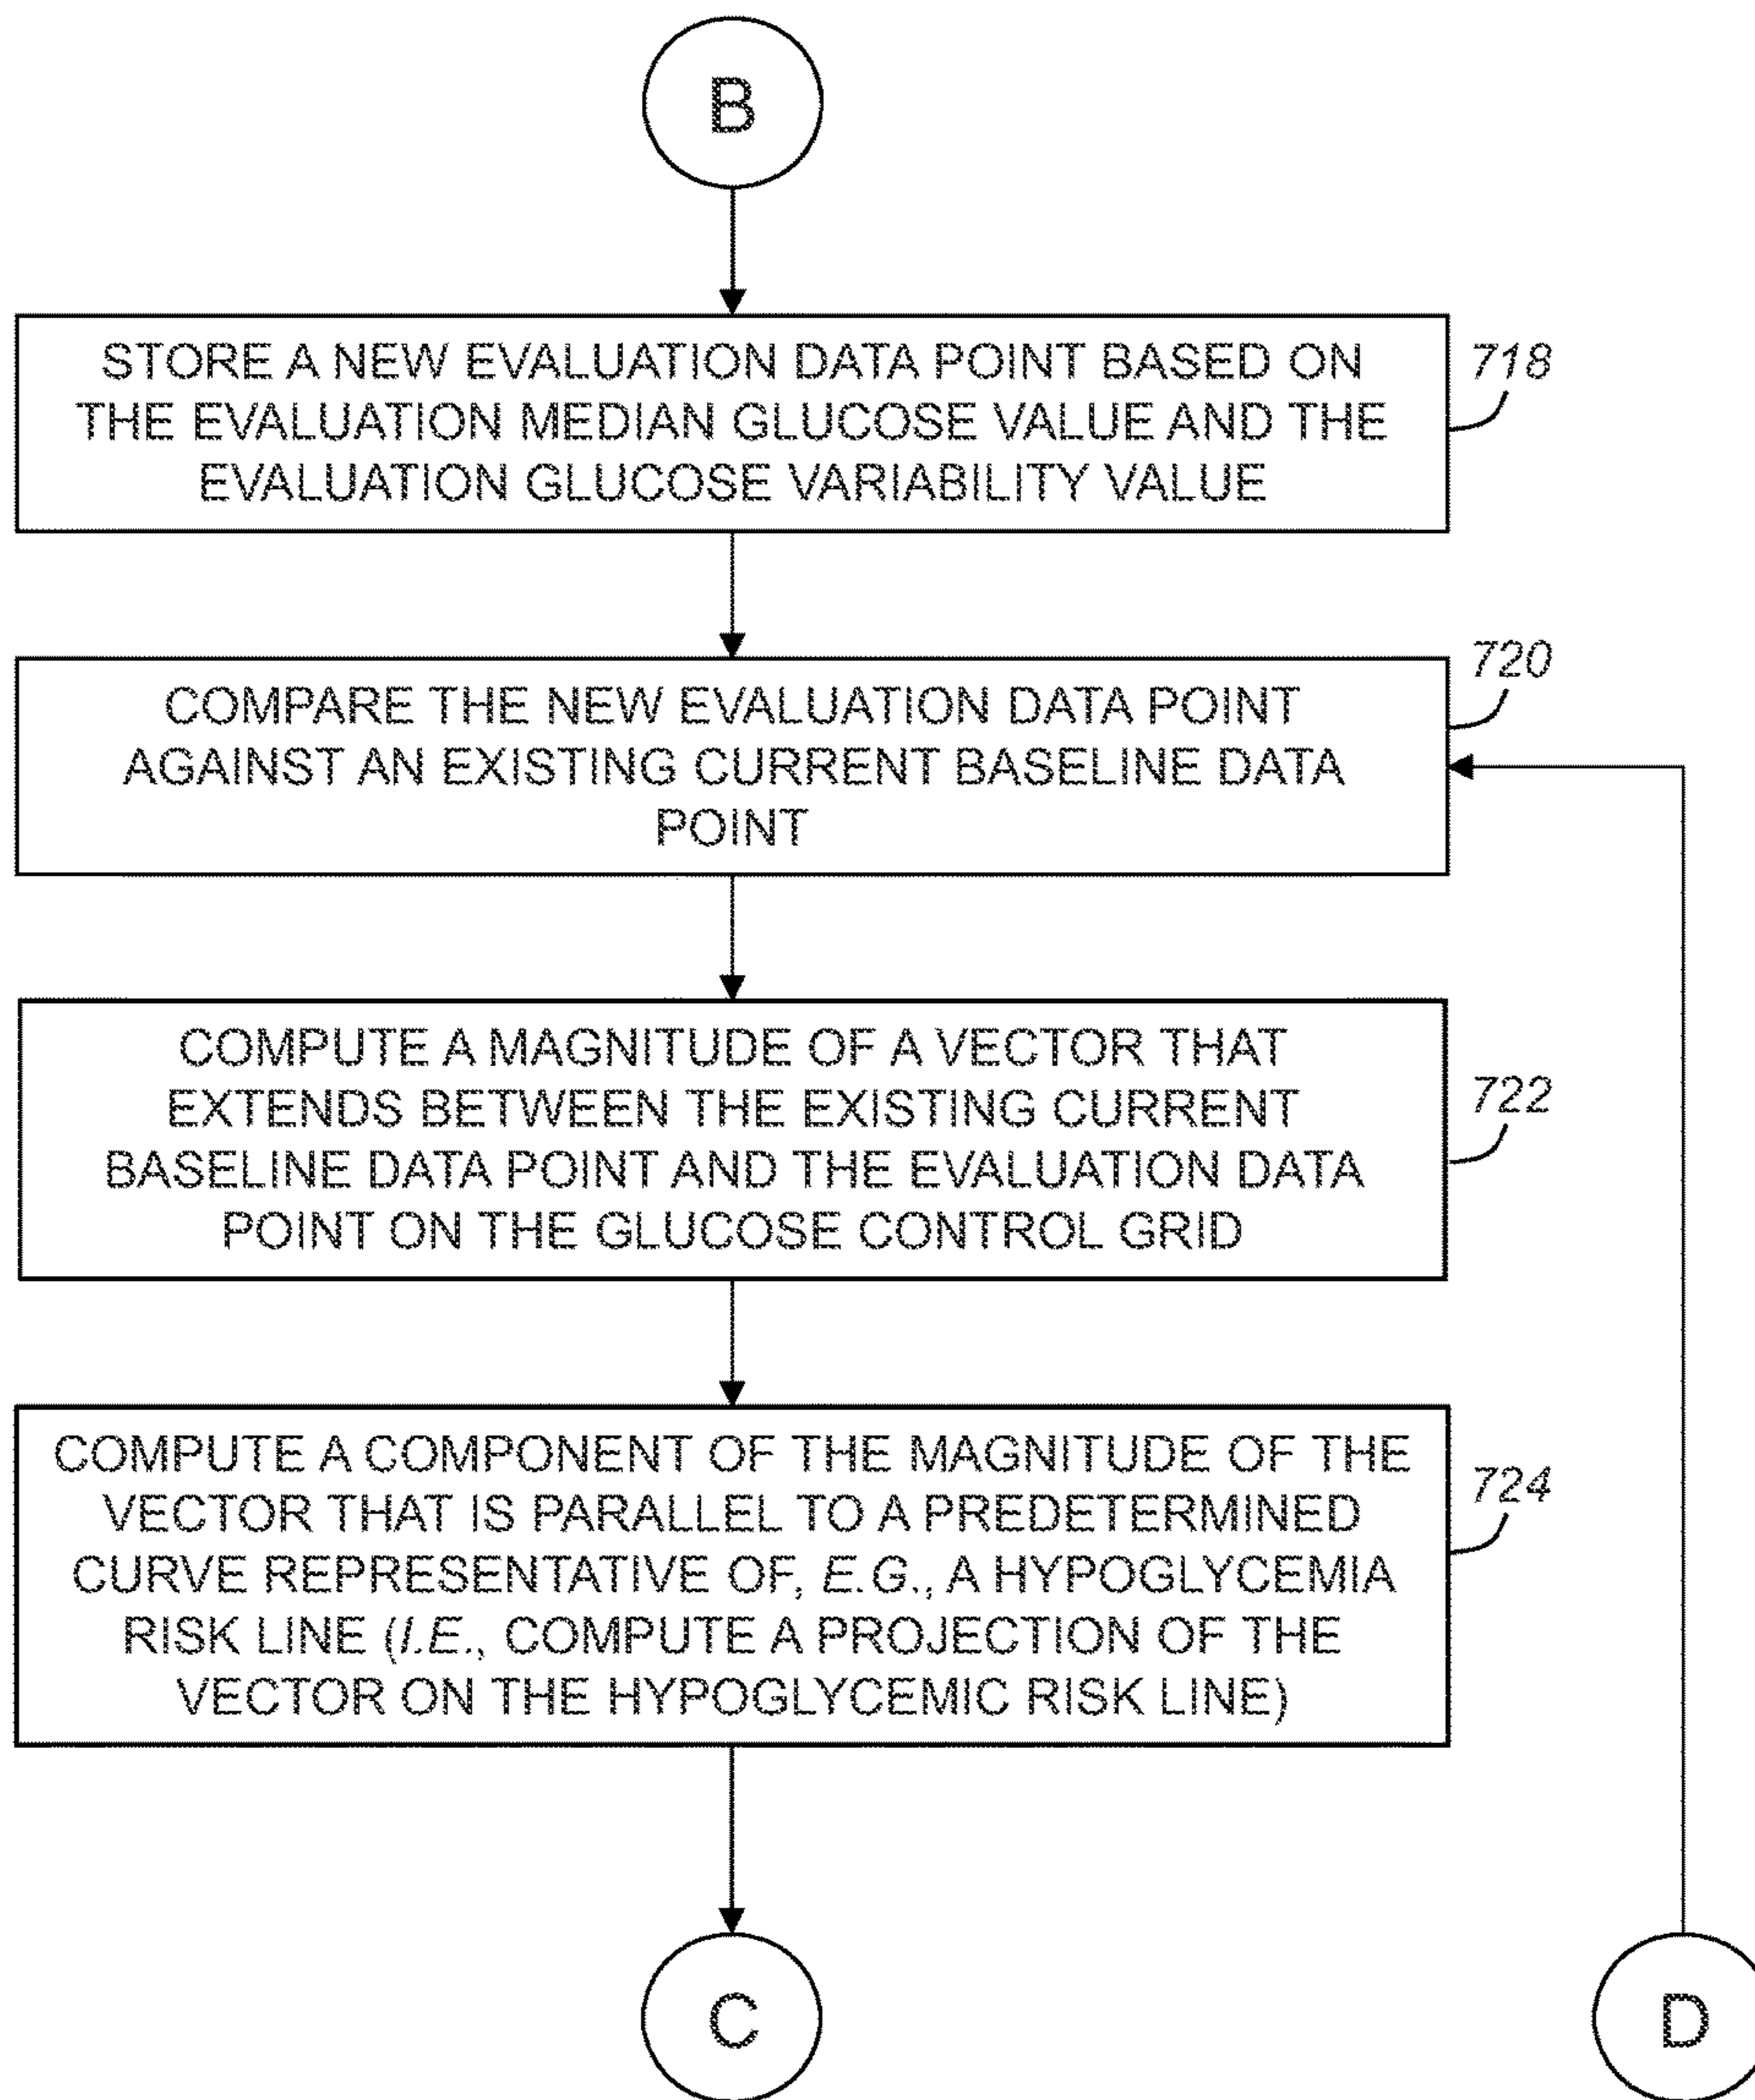 B
STORE A NEW EVALUATION DATA POINT BASED ON
THE EVALUATION MEDIAN GLUCOSE VALUE AND THE
EVALUATION GLUCOSE VARIABILITY VALUE
718
COMPARE THE NEW EVALUATION DATA POINT
AGAINST AN EXISTING CURRENT BASELINE DATA
POINT
720
COMPUTE A MAGNITUDE OF A VECTOR THAT
EXTENDS BETWEEN THE EXISTING CURRENT
BASELINE DATA POINT AND THE EVALUATION DATA
POINT ON THE GLUCOSE CONTROL GRID
722
COMPUTE A COMPONENT OF THE MAGNITUDE OF THE
VECTOR THAT IS PARALLEL TO A PREDETERMINED
CURVE REPRESENTATIVE OF, E.G., A HYPOGLYCEMIA
RISK LINE (I.E., COMPUTE A PROJECTION OF THE
VECTOR ON THE HYPOGLYCEMIC RISK LINE)
724
C
D